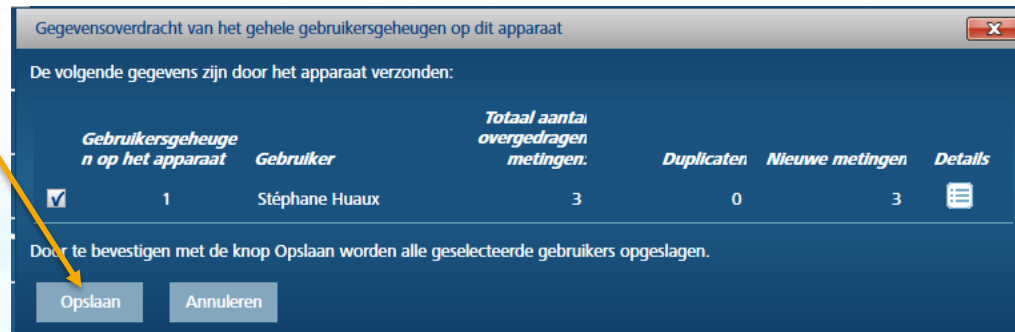 Gegevensoverdracht van het gehele gebruikersgeheugen op dit apparaat
De volgende gegevens zijn door het apparaat verzonden:
Gebruikersgeheuge
n op het apparaat
Gebruiker
Totaal aantal
overgedragen
metingen:
Duplicaten
Nieuwe metingen
Details
1 Stéphane Huaux 3 0 3
Door te bevestigen met de knop Opslaan worden alle geselecteerde gebruikers opgeslagen.
Opslaan Annuleren